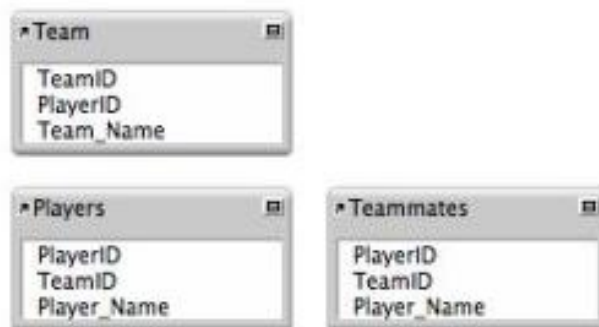 Team
TeamID
PlayerID
Team_Name
Players
PlayerID
TeamID
Player_Name
Teammates
PlayerID
TeamID
Player_Name